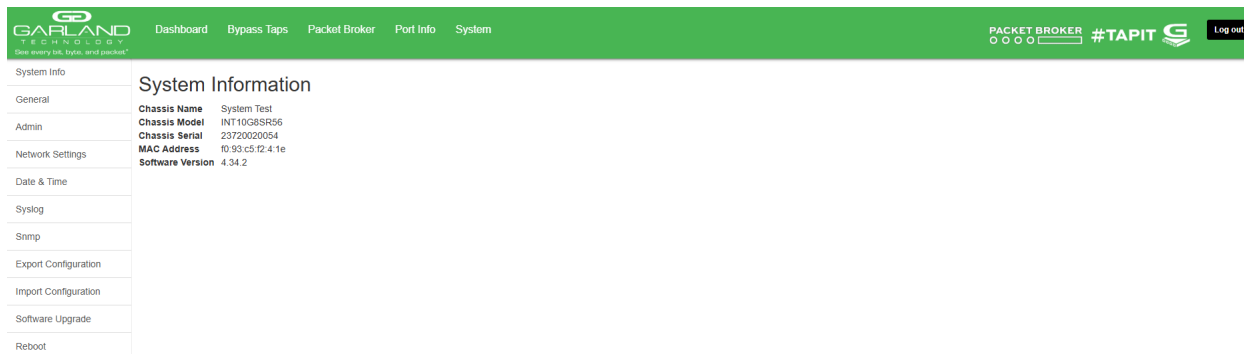 GARLAND
TECHNOLOGY
See every bit, byte, and packet®
Dashboard Bypass Taps Packet Broker Port Info System
PACKET BROKER
#TAPIT
Log out
System Info
General
Admin
Network Settings
Date & Time
Syslog
Snmp
Export Configuration
Import Configuration
Software Upgrade
Reboot
System Information
Chassis Name System Test
Chassis Model INT10G8SR56
Chassis Serial 23720020054
MAC Address f0:93:c5:f2:4:1e
Software Version 4.34.2